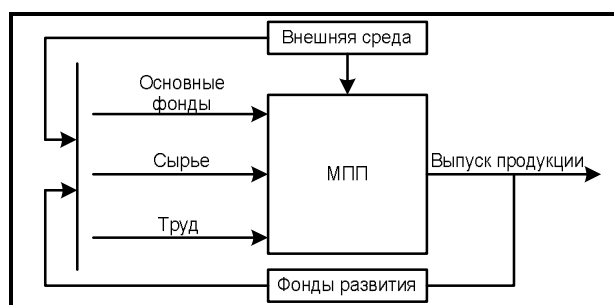 Внешняя среда
Основные
фонды
Сырье
МПП
Выпуск продукции
Труд
Фонды развития